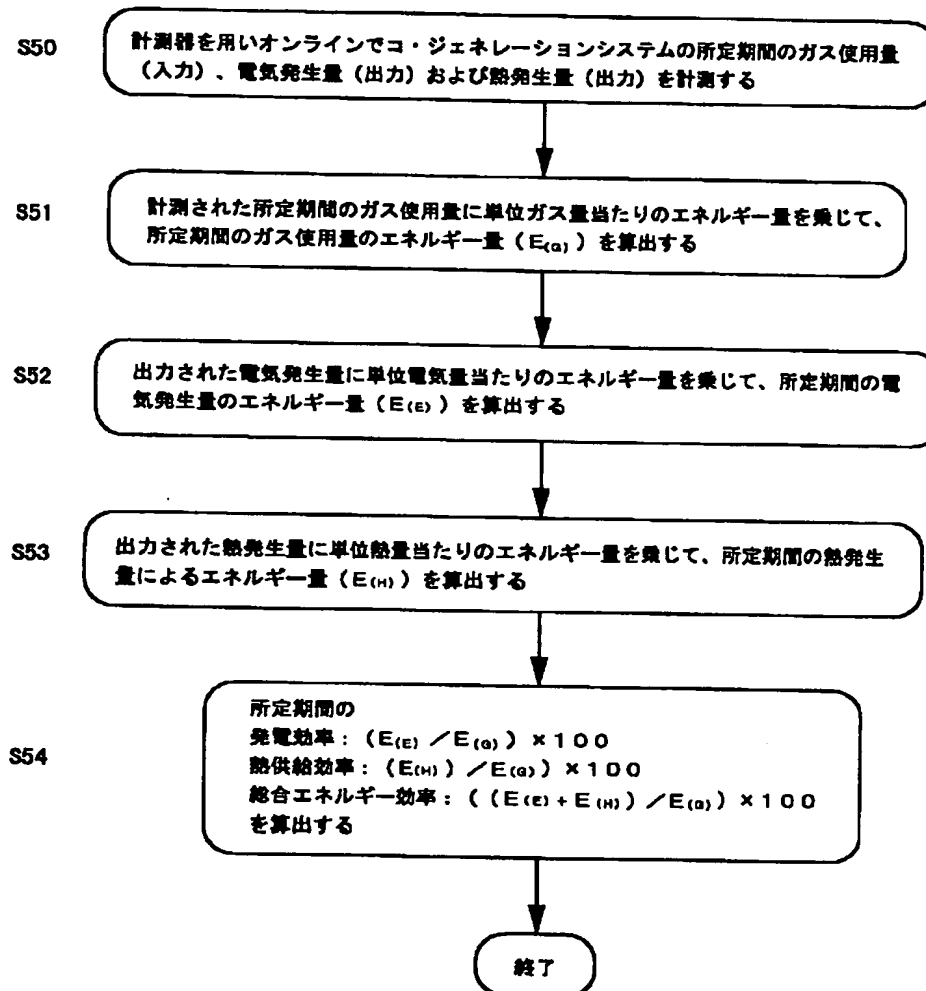 S50
計測器を用いオンラインでコ・ジェネレーションシステムの所定期間のガス使用量
（入力）、電気発生量（出力）および熱発生量（出力）を計測する
S51
計測された所定期間のガス使用量に単位ガス量当たりのエネルギー量を乗じて、
所定期間のガス使用量のエネルギー量（E(G)）を算出する
S52
出力された電気発生量に単位電気量当たりのエネルギー量を乗じて、所定期間の電
気発生量のエネルギー量（E(E)）を算出する
S53
出力された熱発生量に単位熱量当たりのエネルギー量を乗じて、所定期間の熱発生
量によるエネルギー量（E(H)）を算出する
S54
所定期間の
発電効率：（E(E)／E(G)）×１００
熱供給効率：（E(H)）／E(G)）×１００
総合エネルギー効率：（（E(E)+E(H)）／E(G)）×１００
を算出する
終了